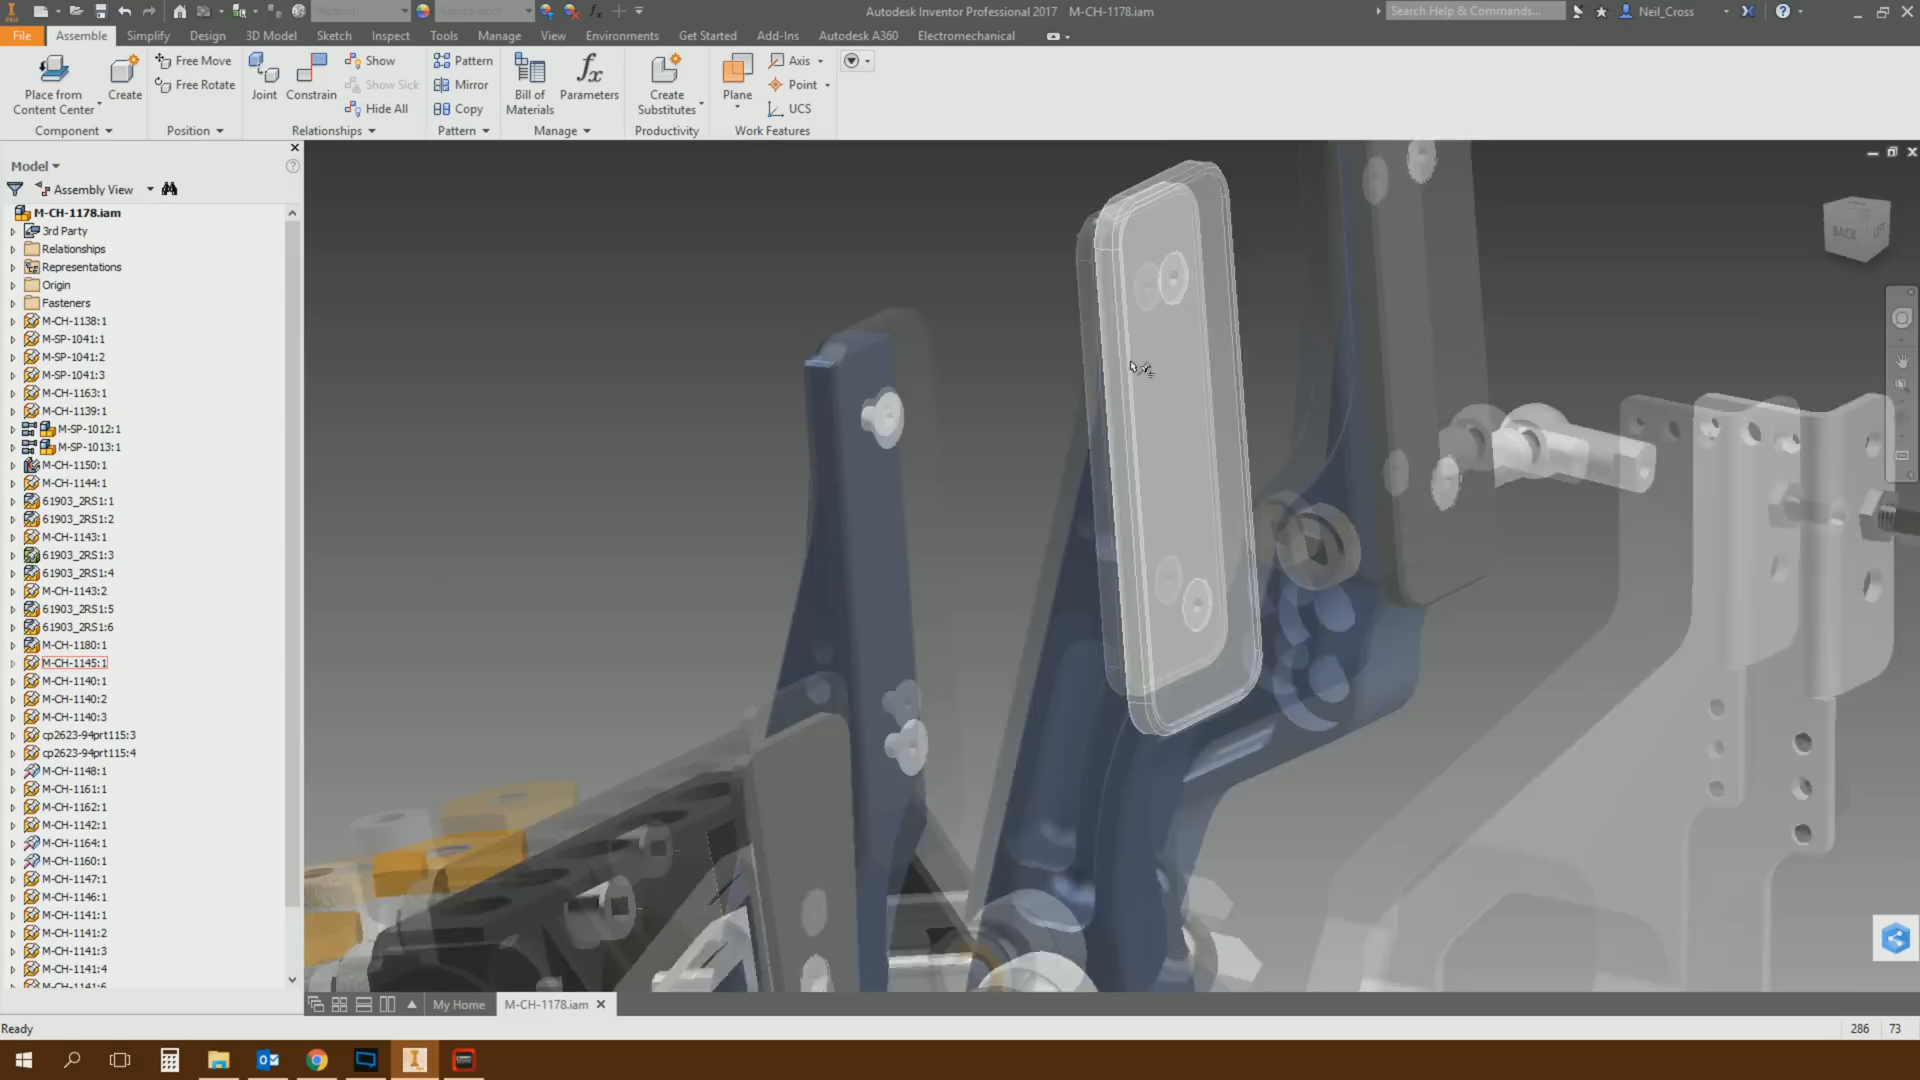 PRO
Material
Appearance
Autodesk Inventor Professional 2017 M-CH-1178.iam
Search Help & Commands...
Neil_Cross
File Assemble Simplify Design 3D Model Sketch Inspect Tools Manage View Environments Get Started Add-Ins Autodesk A360 Electromechanical
Place from Content Center
Create
Free Move
Free Rotate
Joint
Constrain
Show
Show Sick
Hide All
Pattern
Mirror
Copy
Bill of Materials
Parameters
Create Substitutes
Plane
Axis
Point
UCS
Component Position Relationships Pattern Manage Productivity Work Features
Model
Assembly View
M-CH-1178.iam
3rd Party
Relationships
Representations
Origin
Fasteners
M-CH-1138:1
M-SP-1041:1
M-SP-1041:2
M-SP-1041:3
M-CH-1163:1
M-CH-1139:1
M-SP-1012:1
M-SP-1013:1
M-CH-1150:1
M-CH-1144:1
61903_2RS1:1
61903_2RS1:2
M-CH-1143:1
61903_2RS1:3
61903_2RS1:4
M-CH-1143:2
61903_2RS1:5
61903_2RS1:6
M-CH-1180:1
M-CH-1145:1
M-CH-1140:1
M-CH-1140:2
M-CH-1140:3
cp2623-94prt115:3
cp2623-94prt115:4
M-CH-1148:1
M-CH-1161:1
M-CH-1162:1
M-CH-1142:1
M-CH-1164:1
M-CH-1160:1
M-CH-1147:1
M-CH-1146:1
M-CH-1141:1
M-CH-1141:2
M-CH-1141:3
M-CH-1141:4
M-CH-1141:6
BACK LEFT
My Home
M-CH-1178.iam
Ready
286 73